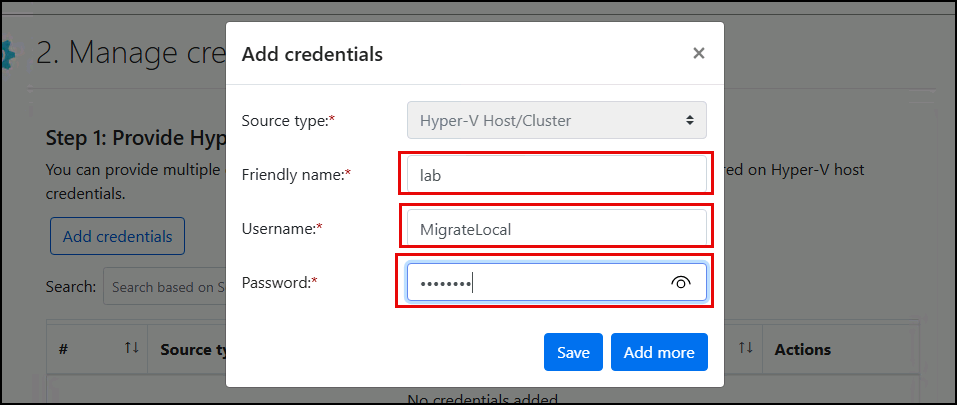 2. Manage cre
Add credentials ×
Source type:* Hyper-V Host/Cluster
Step 1: Provide Hyp
You can provide multiple
red on Hyper-V host
Friendly name:* lab
credentials.
Username:* MigrateLocal
Add credentials
Password:* ••••••••
Search: Search based on S
Save Add more
# Source ty Actions
No credentials added